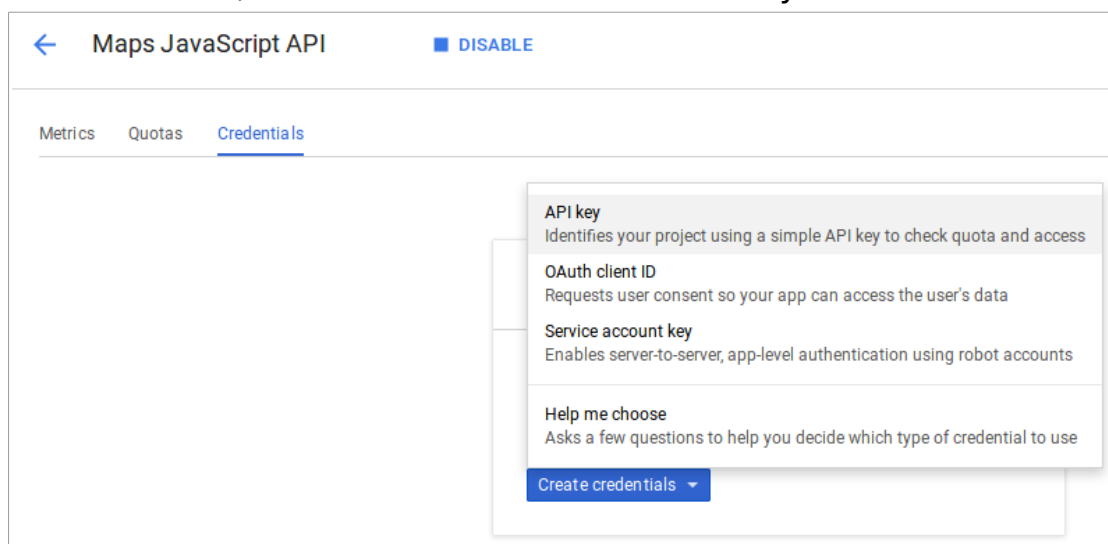 Maps JavaScript API
DISABLE
Metrics Quotas Credentials
API key
Identifies your project using a simple API key to check quota and access
OAuth client ID
Requests user consent so your app can access the user's data
Service account key
Enables server-to-server, app-level authentication using robot accounts
Help me choose
Asks a few questions to help you decide which type of credential to use
Create credentials